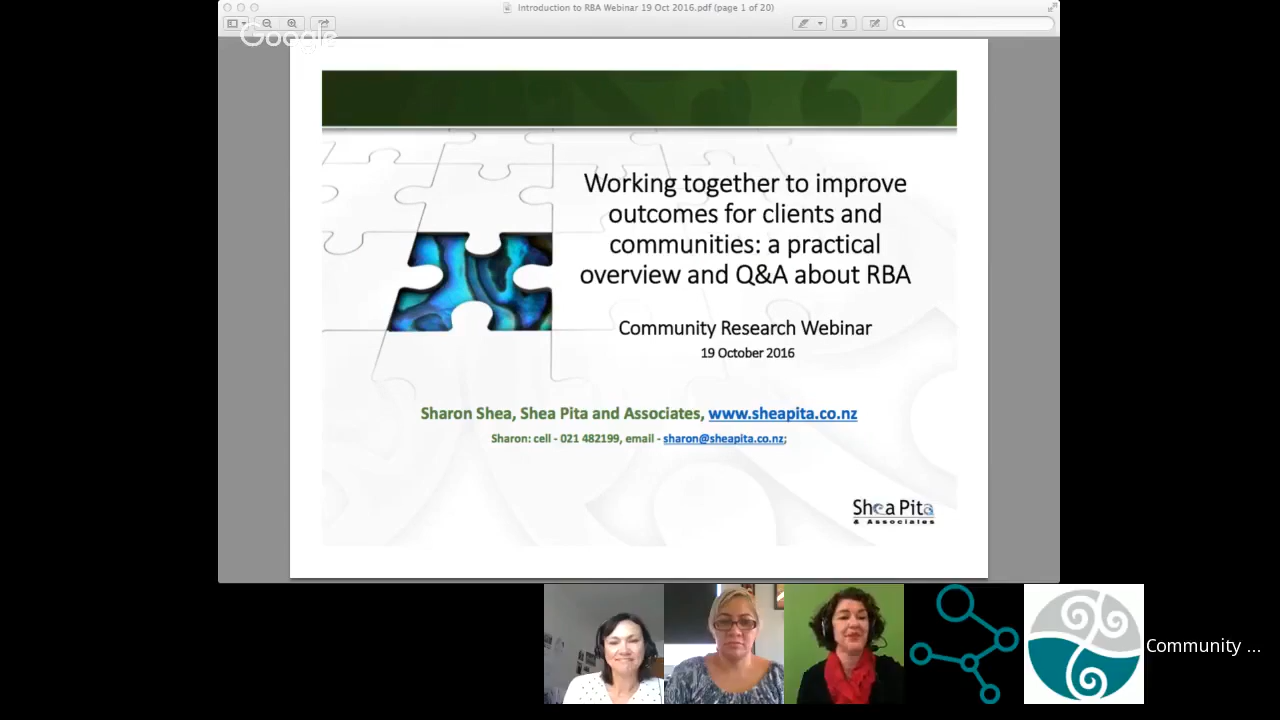 Introduction to RBA Webinar 19 Oct 2016.pdf (page 1 of 20)
Google
Working together to improve
outcomes for clients and
communities: a practical
overview and Q&A about RBA
Community Research Webinar
19 October 2016
Sharon Shea, Shea Pita and Associates, www.sheapita.co.nz
Sharon: cell - 021 482199, email - sharon@sheapita.co.nz;
Shea Pita
& Associates
Community ...